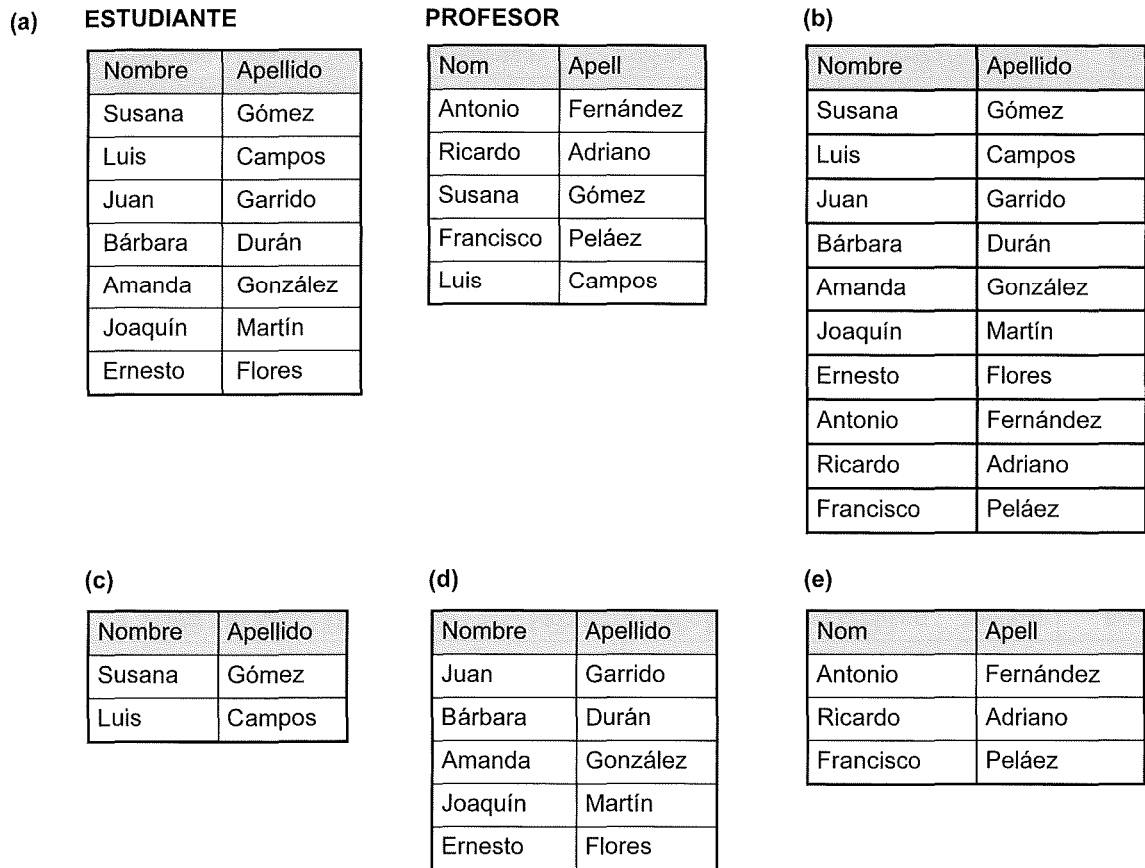 (a) ESTUDIANTE PROFESOR (b)
Nombre Apellido
Susana Gómez
Luis Campos
Juan Garrido
Bárbara Durán
Amanda González
Joaquín Martín
Ernesto Flores
Nom Apell
Antonio Fernández
Ricardo Adriano
Susana Gómez
Francisco Peláez
Luis Campos
Nombre Apellido
Susana Gómez
Luis Campos
Juan Garrido
Bárbara Durán
Amanda González
Joaquín Martín
Ernesto Flores
Antonio Fernández
Ricardo Adriano
Francisco Peláez
(c)
Nombre Apellido
Susana Gómez
Luis Campos
(d)
Nombre Apellido
Juan Garrido
Bárbara Durán
Amanda González
Joaquín Martín
Ernesto Flores
(e)
Nom Apell
Antonio Fernández
Ricardo Adriano
Francisco Peláez